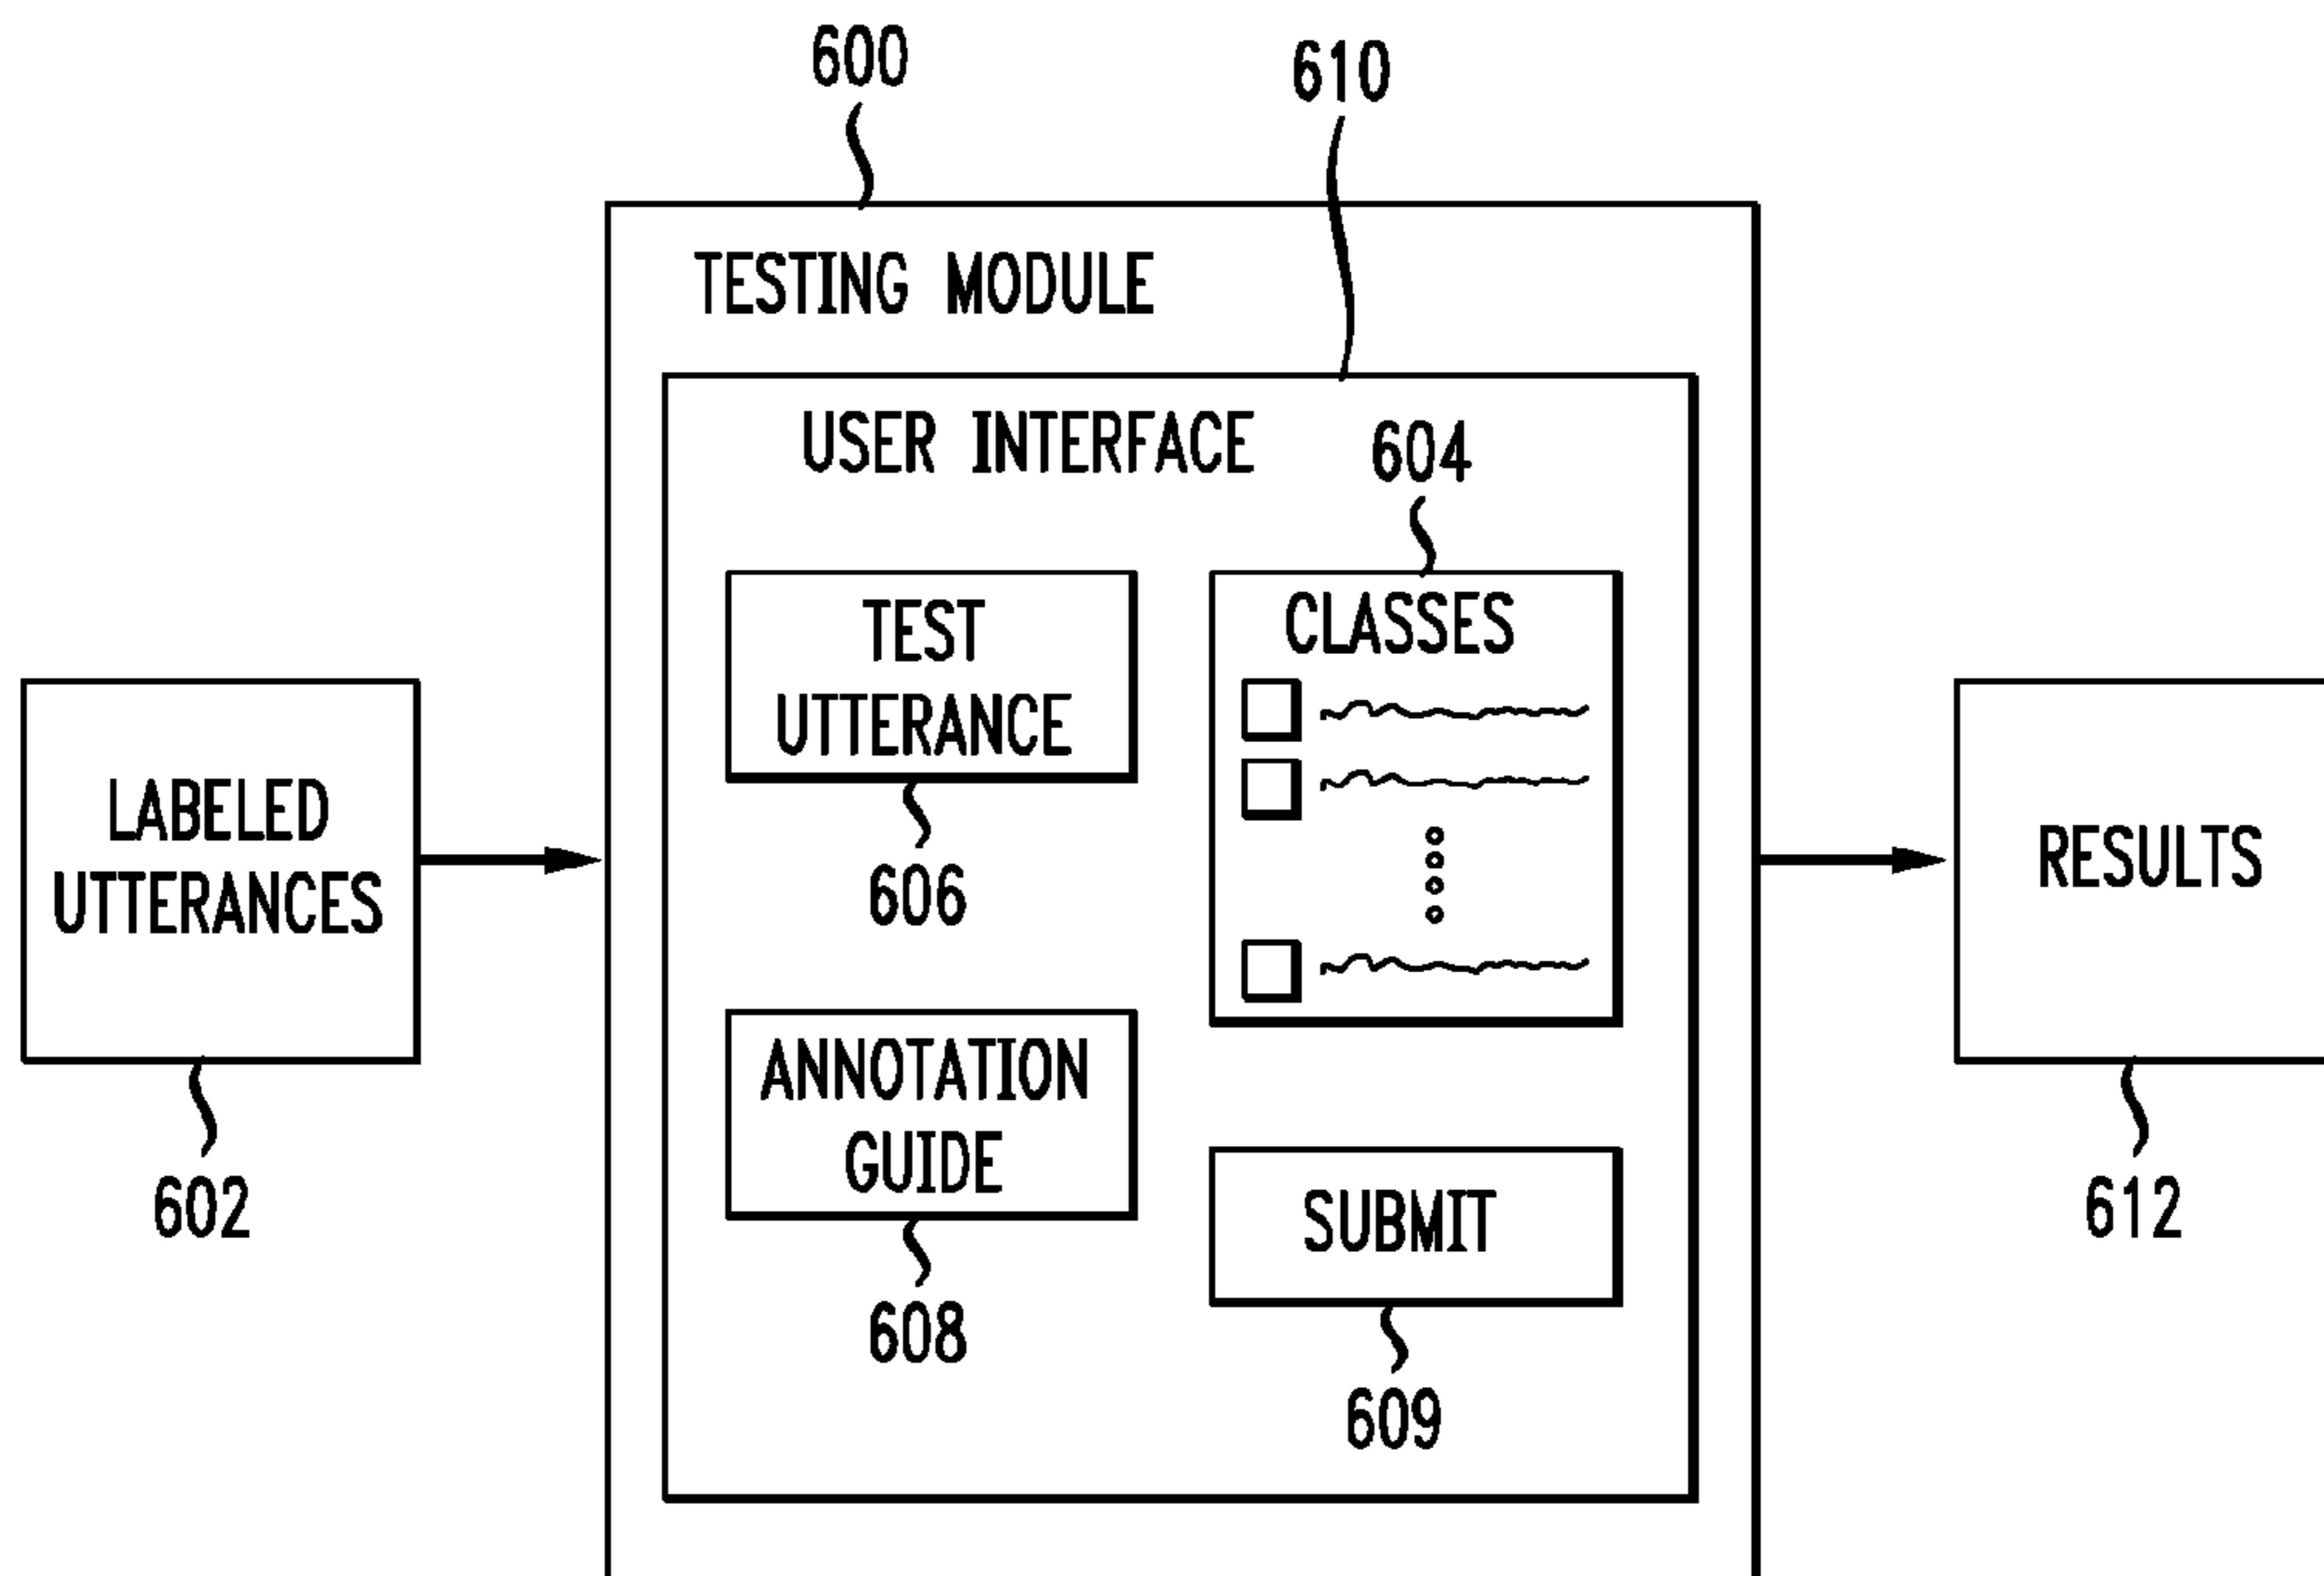 600
610
TESTING MODULE
USER INTERFACE
604
TEST
UTTERANCE
606
CLASSES
LABELED
UTTERANCES
602
ANNOTATION
GUIDE
608
SUBMIT
609
RESULTS
612